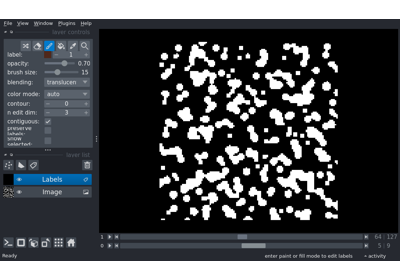 File View Window Plugins Help
layer controls
label: 1
opacity: 0.70
brush size: 15
blending: translucen
color mode: auto
contour: 0
n edit dim: 3
contiguous:
preserve labels:
show selected:
layer list
Labels
Image
1 64 127
0 5 9
Ready enter paint or fill mode to edit labels activity